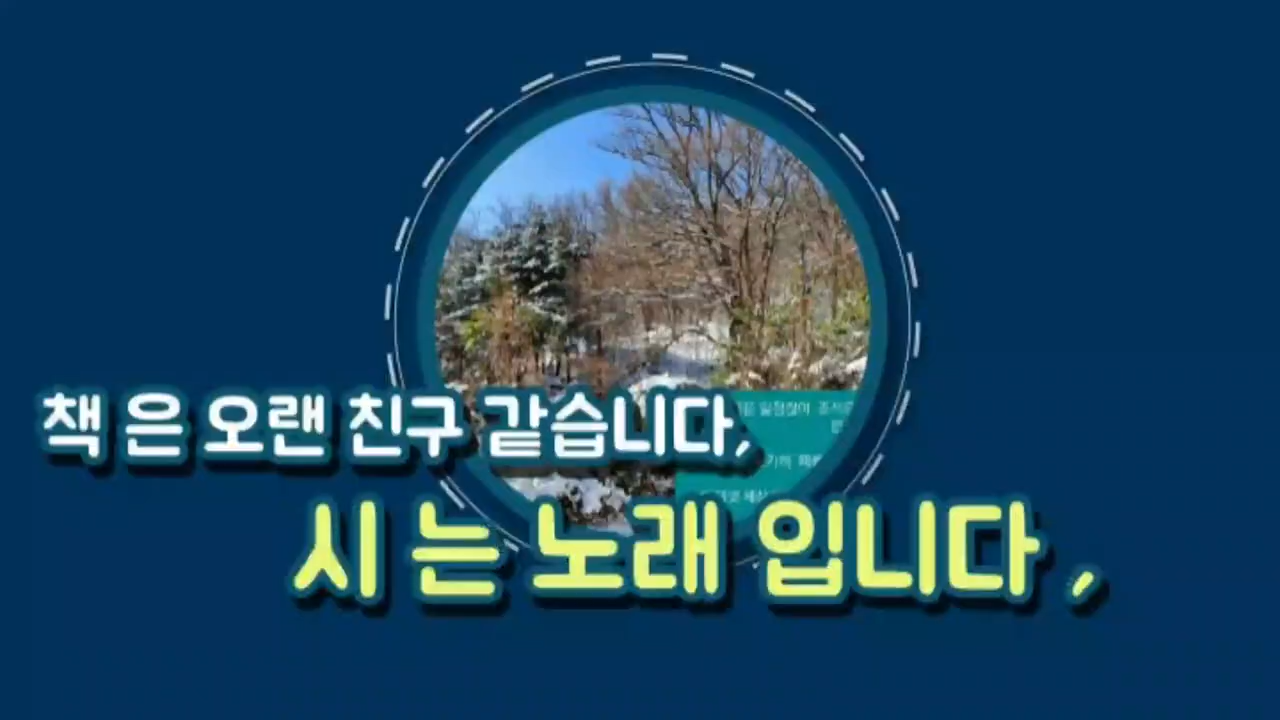 책 은 오랜 친구 같습니다,
시 는 노래 입니다 ,